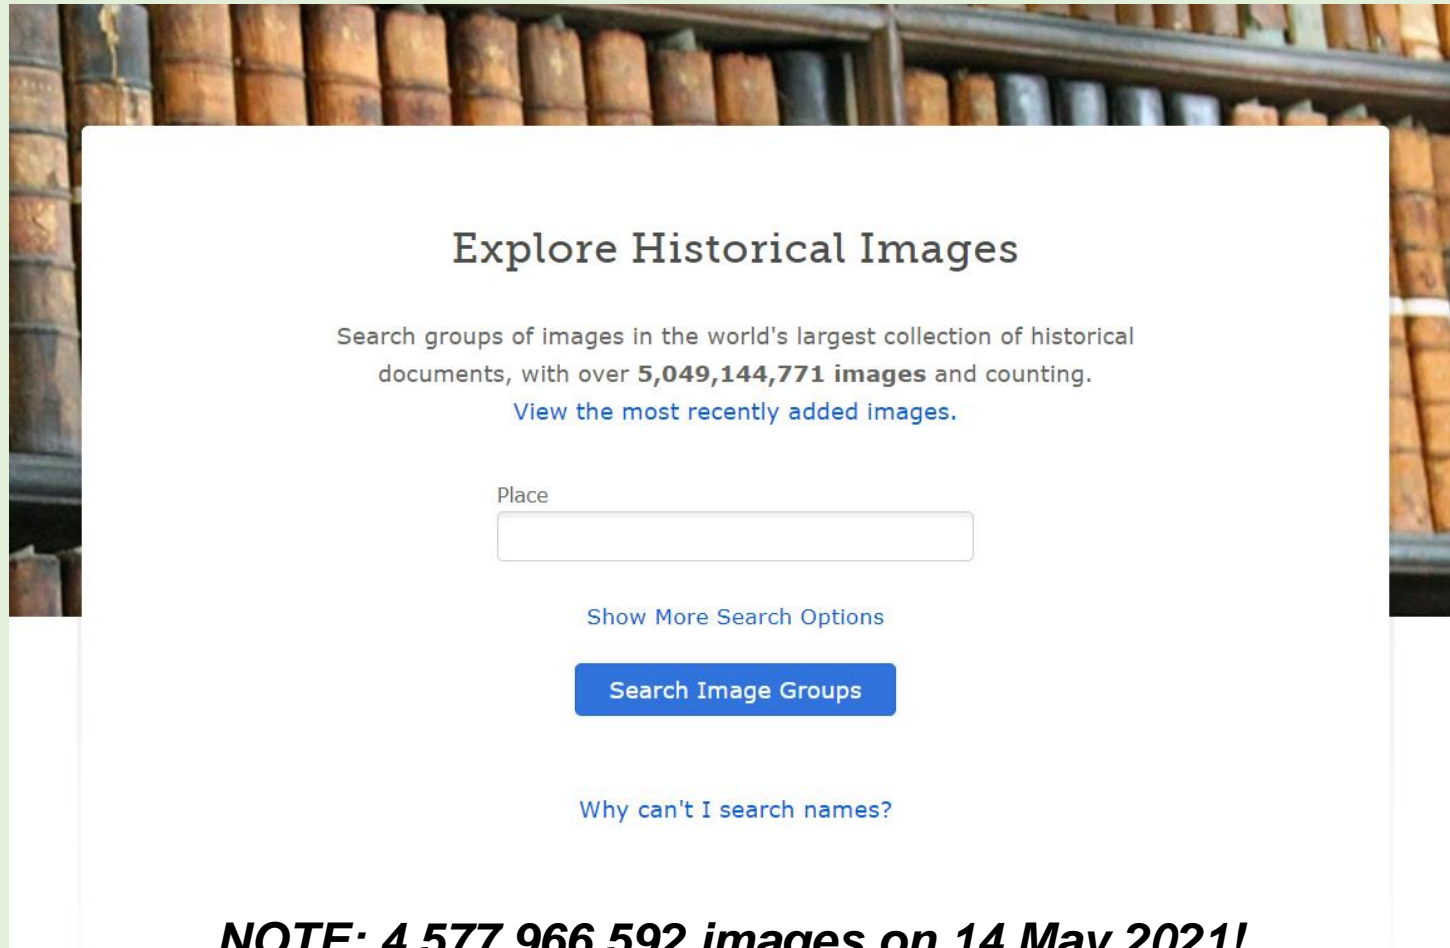 Explore Historical Images
Search groups of images in the world's largest collection of historical
documents, with over 5,049,144,771 images and counting.
View the most recently added images.
Place
Show More Search Options
Search Image Groups
Why can't I search names?
NOTE: 4,577,966,592 images on 14 May 2021!